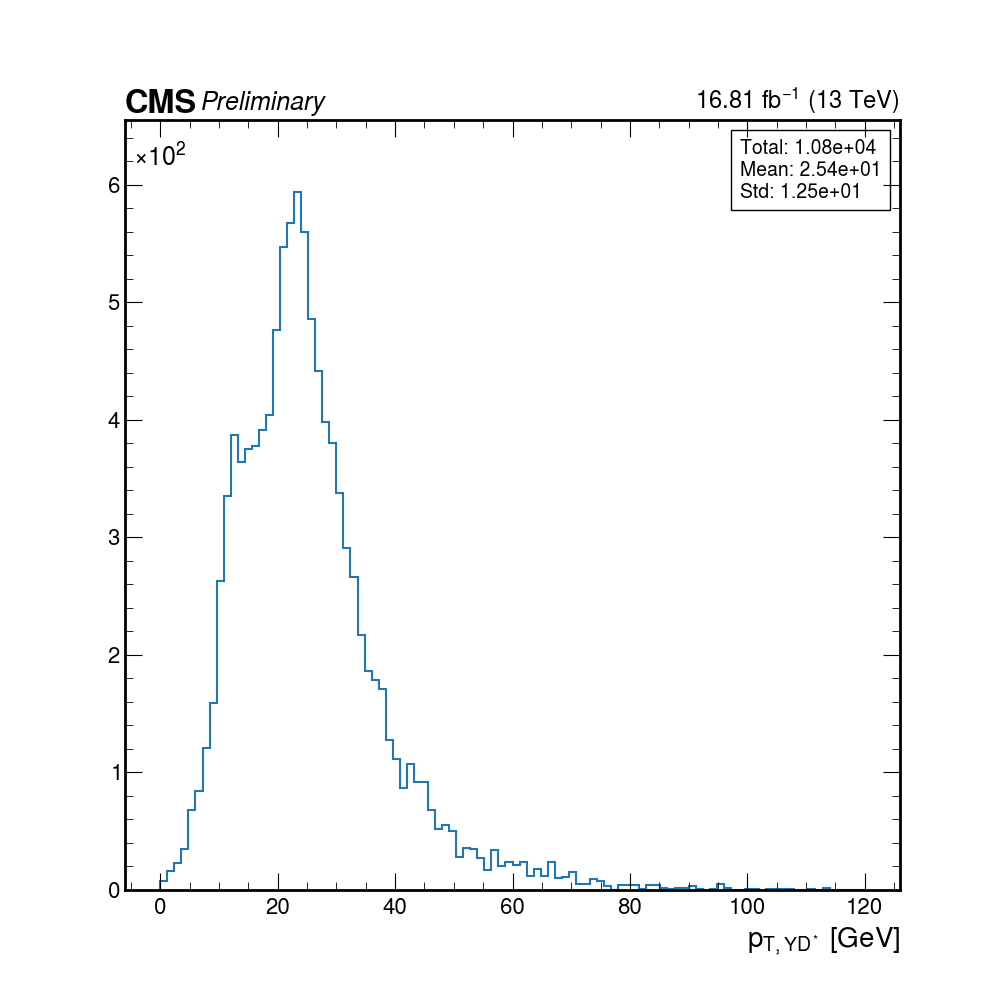 CMS Preliminary 16.81 fb⁻¹ (13 TeV)
×10²
Total: 1.08e+04
Mean: 2.54e+01
Std: 1.25e+01
6
5
4
3
2
1
0
0 20 40 60 80 100 120
p_{T, YD*} [GeV]